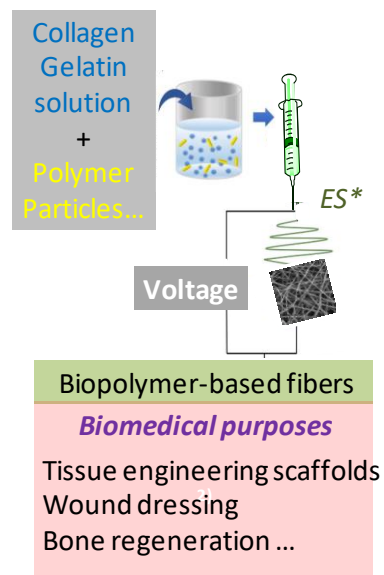 Collagen
Gelatin
solution
+
Polymer
Particles...
ES*
Voltage
Biopolymer-based fibers
Biomedical purposes
Tissue engineering scaffolds
Wound dressing
Bone regeneration ...